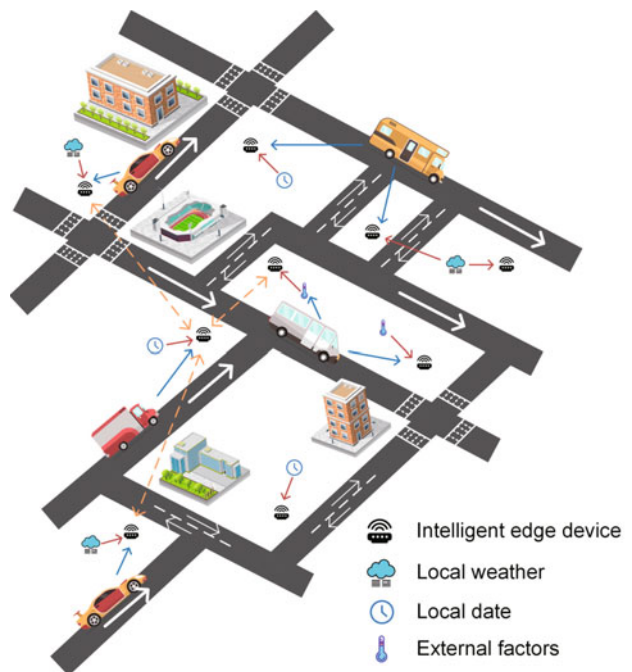 Intelligent edge device
Local weather
Local date
External factors